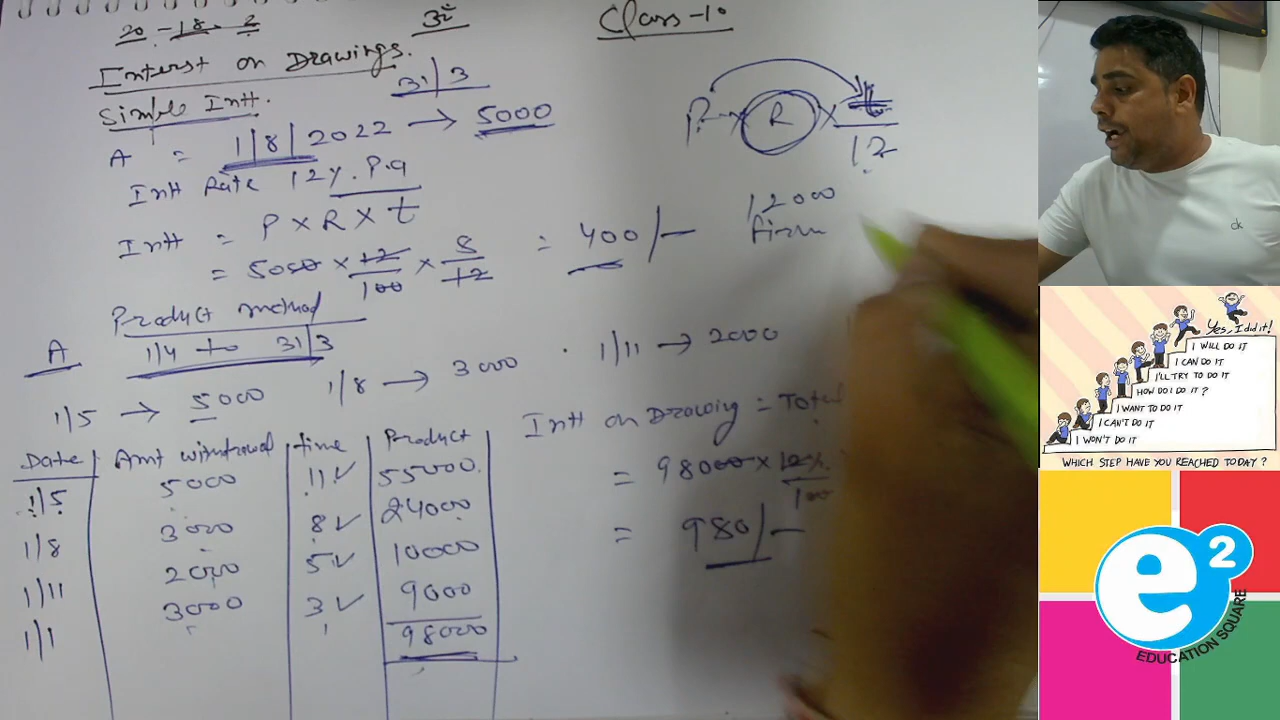 20 - 18 - 2
Class-10
Interst on Drawings.
31/3
Simple Intt.
A = 1/8/2022 → 5000
P × R × t
12
Intt Rate 12% P.a
Intt = P × R × t
= 5000 × 12/100 × 8/12 = 400/-
12000
firm
Product method
A 1/4 to 31/3
1/5 → 5000 1/8 → 3000 . 1/11 → 2000
Date Amt withdrawal time Product
1/5 5000 11 ✓ 55000
1/8 3000 8 ✓ 24000
1/11 2000 5 ✓ 10000
1/1 3000 3 ✓ 9000
98000
Intt on Drawing = Total
= 98000 × 12%
100
= 980/-
dk
Yes, I did it!
I WILL DO IT
I CAN DO IT
I'LL TRY TO DO IT
HOW DO I DO IT?
I WANT TO DO IT
I CAN'T DO IT
I WON'T DO IT
WHICH STEP HAVE YOU REACHED TODAY?
e2
EDUCATION SQUARE